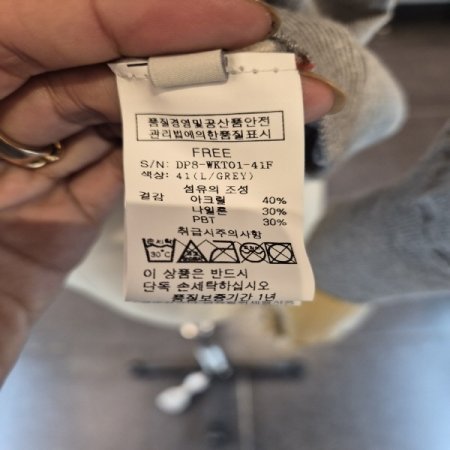 품질경영및공산품안전
관리법에의한품질표시
FREE
S/N: DP8-WKT01-41F
색상: 41(L/GREY)
섬유의 조성
겉감 아크릴 40%
나일론 30%
PBT 30%
취급시주의사항
30℃
이 상품은 반드시
단독 손세탁하십시오
품질보증기간 1년